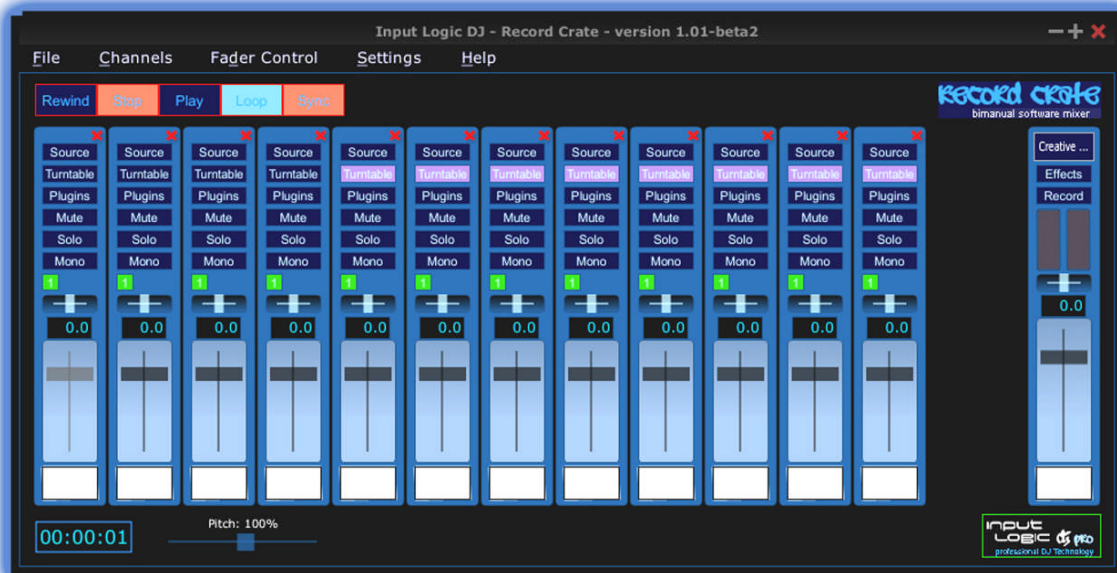 Input Logic DJ - Record Crate - version 1.01-beta2
File Channels Fader Control Settings Help
Rewind Stop Play Loop Sync
Record Crate
bimanual software mixer
Source Source Source Source Source Source Source Source Source Source Source Source Creative ...
Turntable Turntable Turntable Turntable Turntable Turntable Turntable Turntable Turntable Turntable Turntable Turntable Effects
Plugins Plugins Plugins Plugins Plugins Plugins Plugins Plugins Plugins Plugins Plugins Plugins Record
Mute Mute Mute Mute Mute Mute Mute Mute Mute Mute Mute Mute
Solo Solo Solo Solo Solo Solo Solo Solo Solo Solo Solo Solo
Mono Mono Mono Mono Mono Mono Mono Mono Mono Mono Mono Mono
1 1 1 1 1 1 1 1 1 1 1 1
0.0 0.0 0.0 0.0 0.0 0.0 0.0 0.0 0.0 0.0 0.0 0.0 0.0
Pitch: 100%
00:00:01
INPUT
LOGIC dj pro
professional DJ Technology